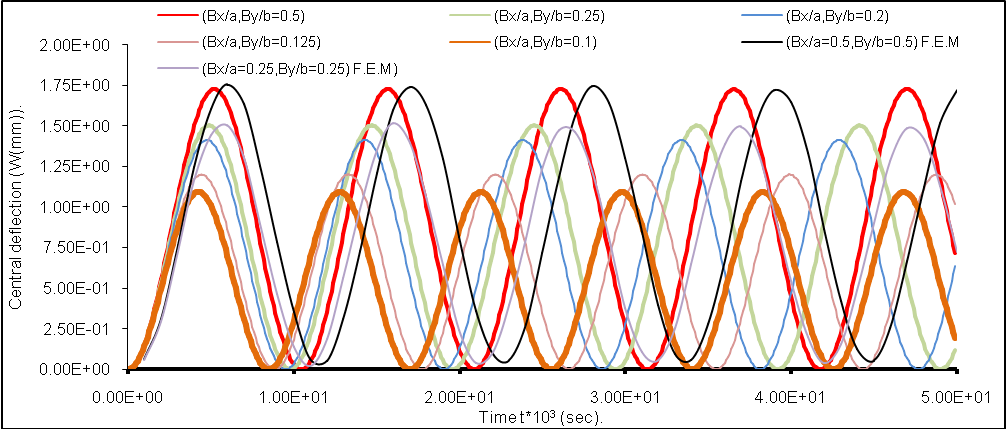 (Bx/a,By/b=0.5) (Bx/a,By/b=0.25) (Bx/a,By/b=0.2)
(Bx/a,By/b=0.125) (Bx/a,By/b=0.1) (Bx/a=0.5,By/b=0.5) F.E.M
(Bx/a=0.25,By/b=0.25) F.E.M)
Central deflection (W(mm)).
2.00E+00
1.75E+00
1.50E+00
1.25E+00
1.00E+00
7.50E-01
5.00E-01
2.50E-01
0.00E+00
0.00E+00 1.00E+01 2.00E+01 3.00E+01 4.00E+01 5.00E+01
Time t*10³ (sec).